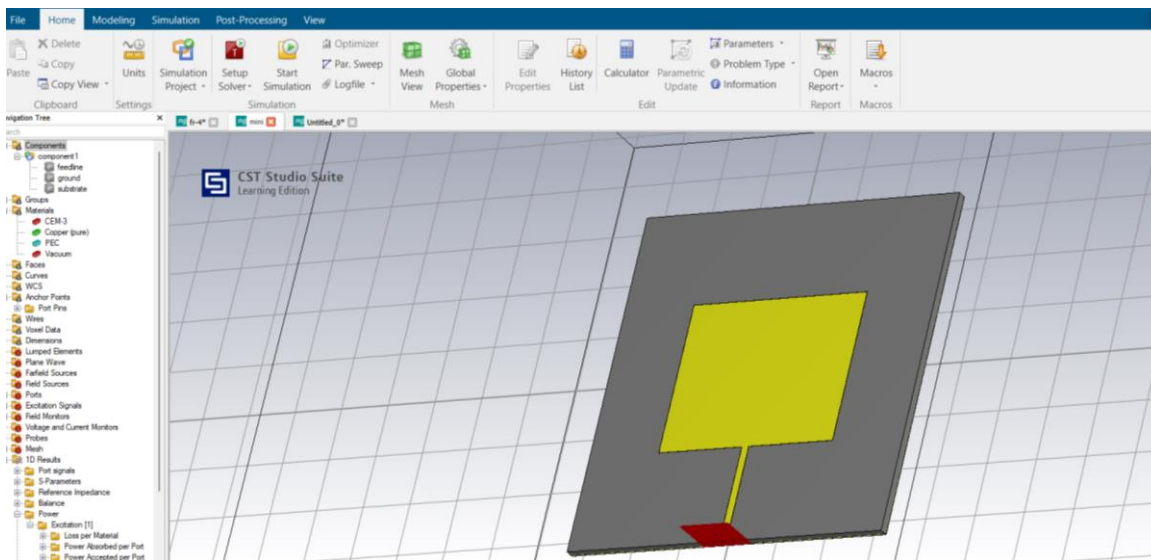 File Home Modeling Simulation Post-Processing View
Delete
Copy
Copy View
Paste
Clipboard
Units
Settings
Simulation Project
Setup Solver
Start Simulation
Optimizer
Par. Sweep
Logfile
Simulation
Mesh View
Global Properties
Mesh
Edit Properties
History List
Calculator
Parametric Update
Parameters
Problem Type
Information
Edit
Open Report
Report
Macros
Macros
vigation Tree
arch
fr-4*
mini
Untitled_0*
CST Studio Suite
Learning Edition
Components
component1
feedline
ground
substrate
Groups
Materials
CEM-3
Copper (pure)
PEC
Vacuum
Faces
Curves
WCS
Anchor Points
Port Pins
Wires
Voxel Data
Dimensions
Lumped Elements
Plane Wave
Farfield Sources
Field Sources
Ports
Excitation Signals
Field Monitors
Voltage and Current Monitors
Probes
Mesh
1D Results
Port signals
S-Parameters
Reference Impedance
Balance
Power
Excitation [1]
Loss per Material
Power Absorbed per Port
Power Accepted per Port